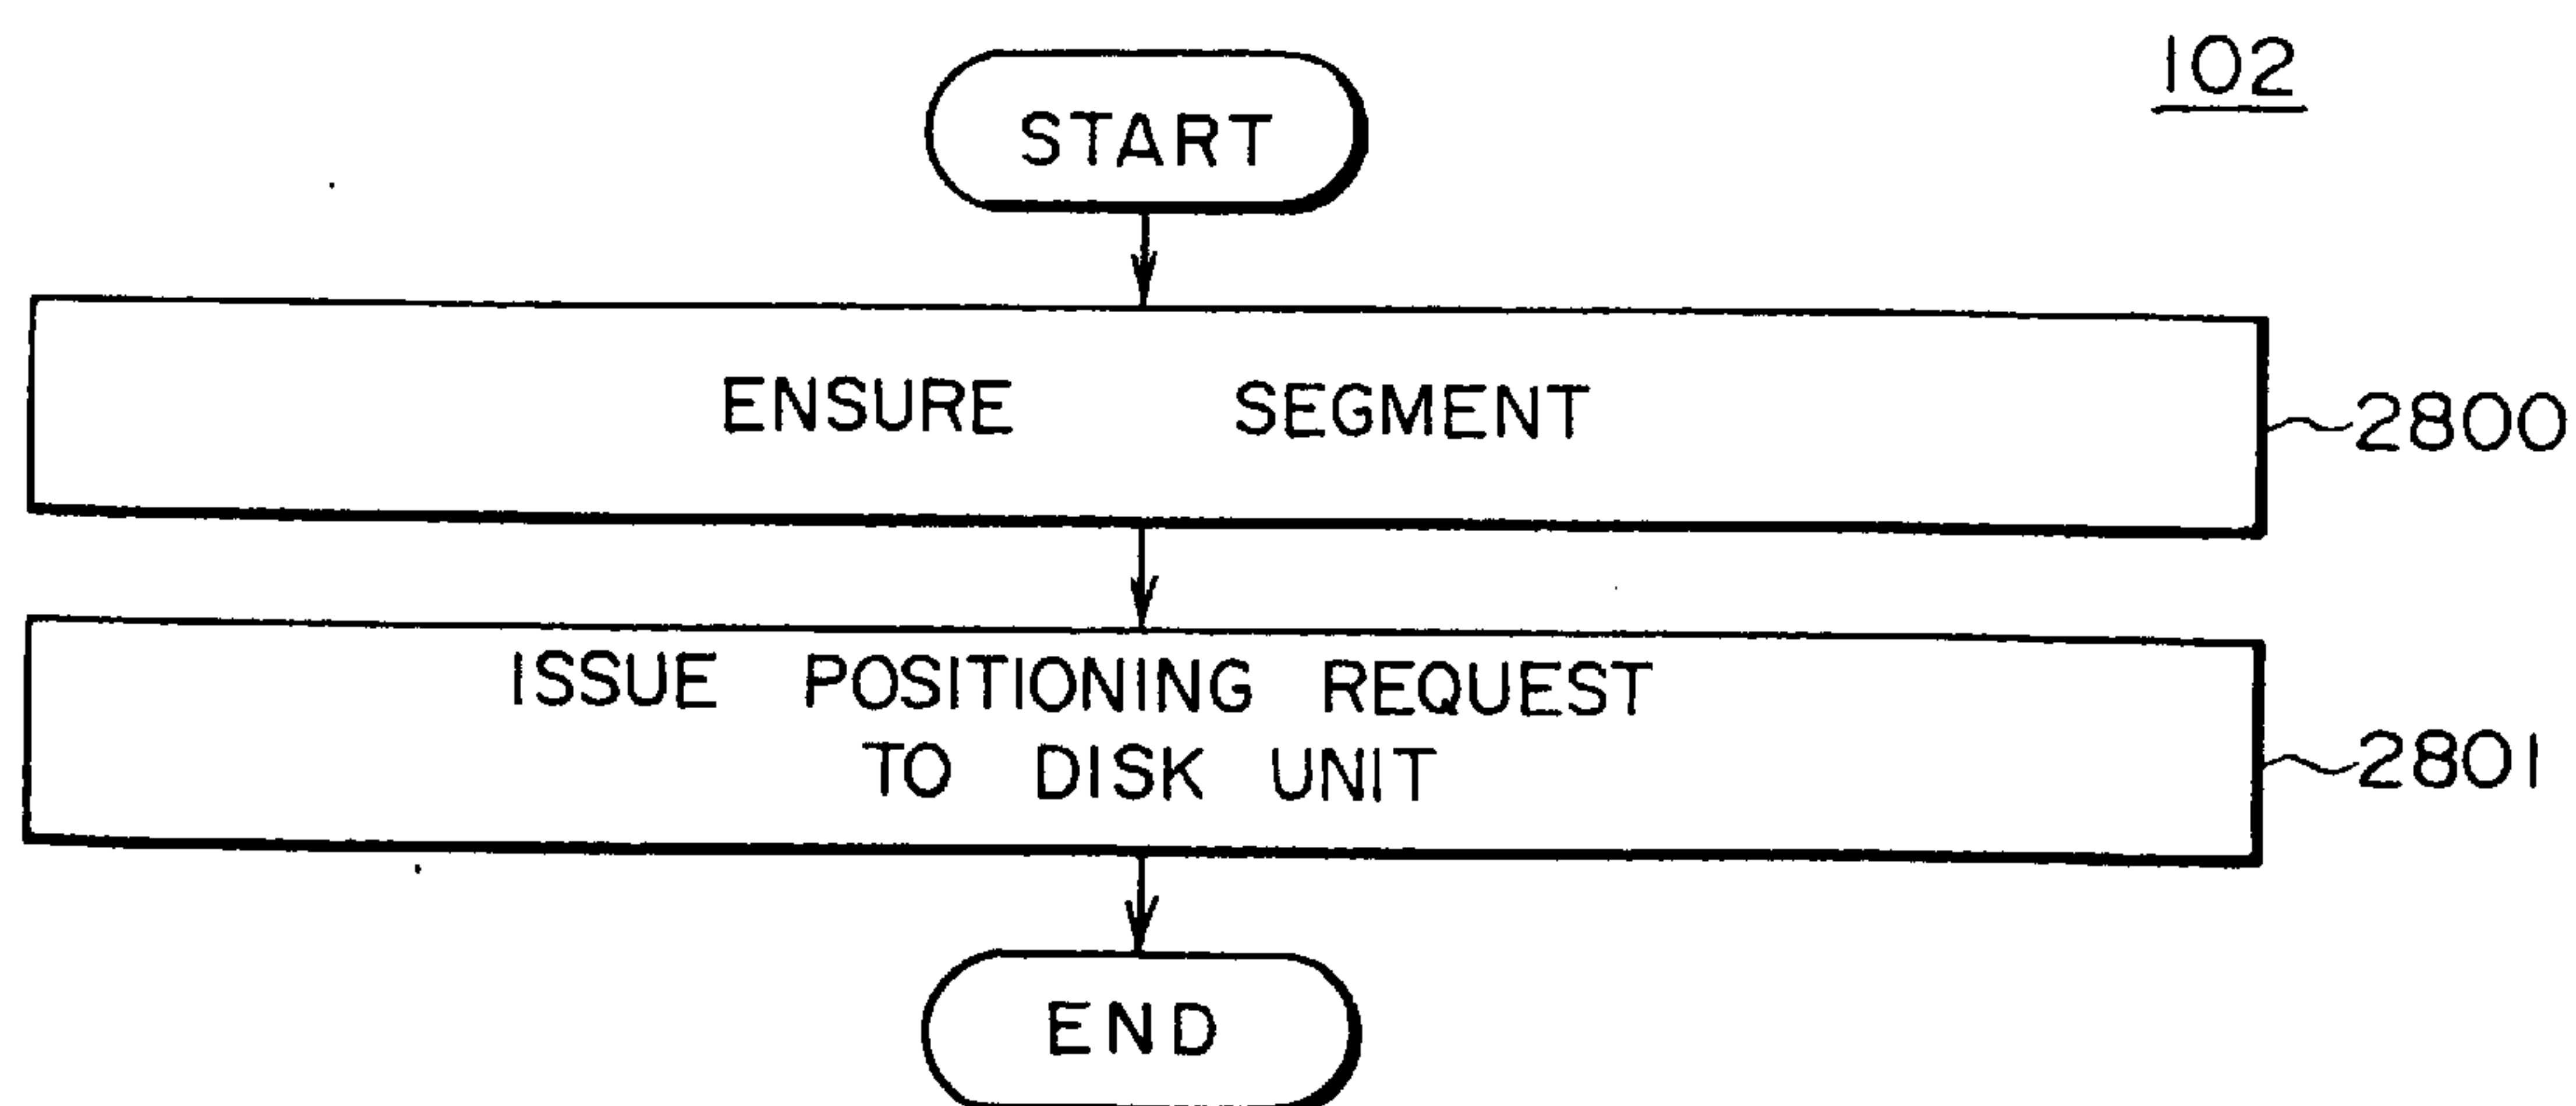 102
START
ENSURE SEGMENT
2800
ISSUE POSITIONING REQUEST
TO DISK UNIT
2801
END